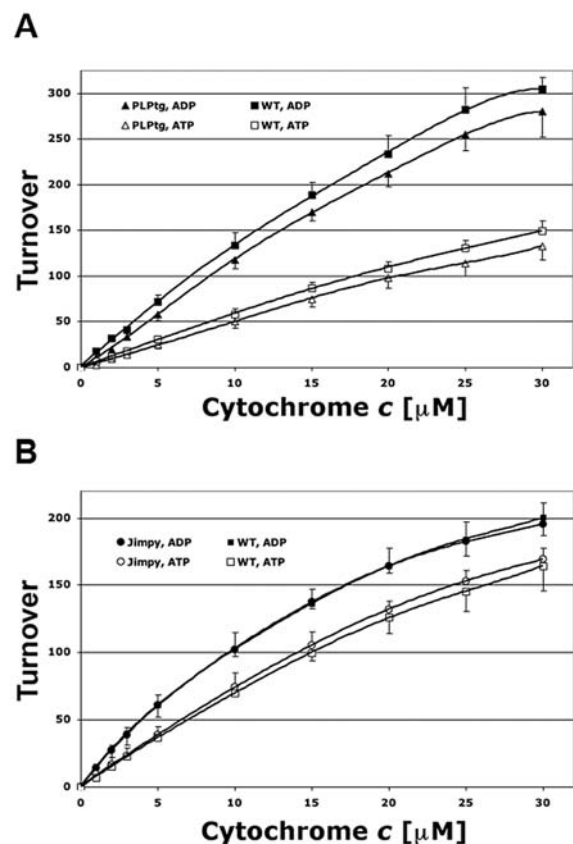 A
300
250
200
150
100
50
0
Turnover
PLPtg, ADP WT, ADP
PLPtg, ATP WT, ATP
0 5 10 15 20 25 30
Cytochrome c [μM]
B
200
150
100
50
0
Turnover
Jimpy, ADP WT, ADP
Jimpy, ATP WT, ATP
0 5 10 15 20 25 30
Cytochrome c [μM]